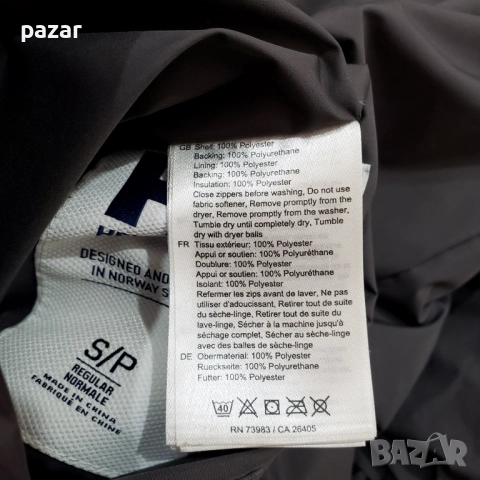 pazar
GB Shell: 100% Polyester
Backing: 100% Polyurethane
Lining: 100% Polyester
Backing: 100% Polyurethane
Insulation: 100% Polyester
Close zippers before washing, Do not use
fabric softener, Remove promptly from the
dryer, Remove promptly from the washer,
Tumble dry until completely dry, Tumble
dry with dryer balls
FR Tissu extérieur: 100% Polyester
Appui or soutien: 100% Polyuréthane
Doublure: 100% Polyester
Appui or soutien: 100% Polyuréthane
Isolant: 100% Polyester
Refermer les zips avant de laver, Ne pas
utiliser d'adoucissant, Retirer tout de suite
du sèche-linge, Retirer tout de suite du
lave-linge, Sécher à la machine jusqu'à
séchage complet, Sécher en machine
avec des balles de sèche-linge
DE Obermaterial: 100% Polyester
Rueckseite: 100% Polyurethane
Futter: 100% Polyester
40
RN 73983 / CA 26405
DESIGNED AND
IN NORWAY S
S/P
REGULAR
NORMALE
MADE IN CHINA
FABRIQUÉ EN CHINE
BAZAR